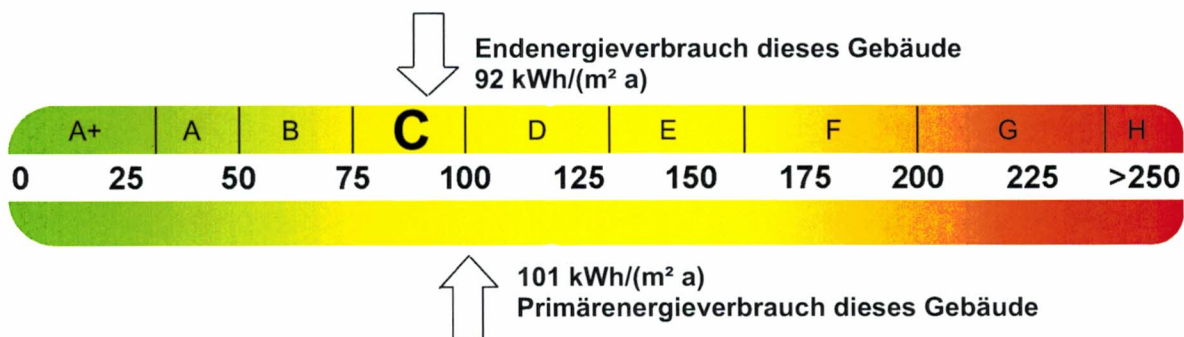 Endenergieverbrauch dieses Gebäude
92 kWh/(m² a)
A+ A B C D E F G H
0 25 50 75 100 125 150 175 200 225 >250
101 kWh/(m² a)
Primärenergieverbrauch dieses Gebäude